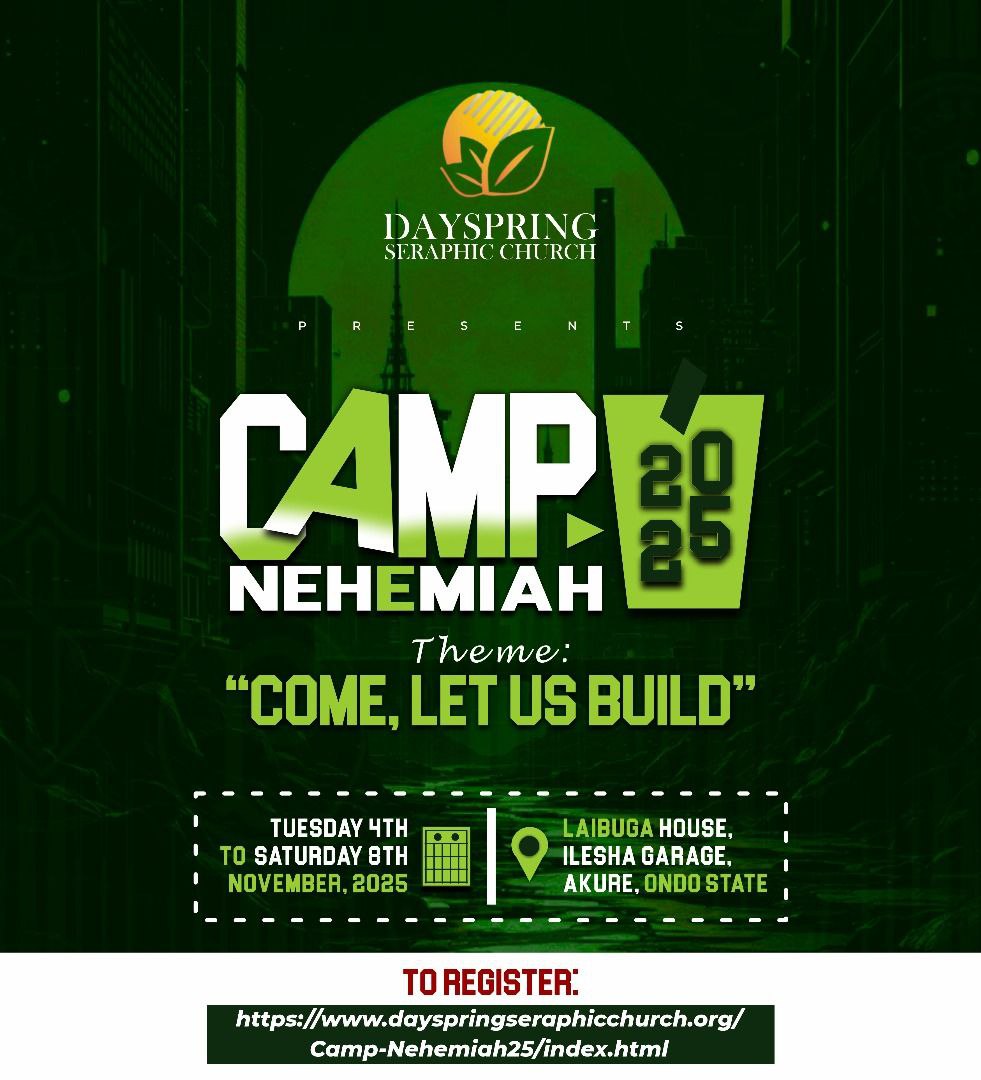 DAYSPRING
SERAPHIC CHURCH
PRESENTS
CAMP
2025
NEHEMIAH
Theme:
“COME, LET US BUILD”
TUESDAY 4TH
TO SATURDAY 8TH
NOVEMBER, 2025
LAIBUGA HOUSE,
ILESHA GARAGE,
AKURE, ONDO STATE
TO REGISTER:
https://www.dayspringseraphicchurch.org/
Camp-Nehemiah25/index.html